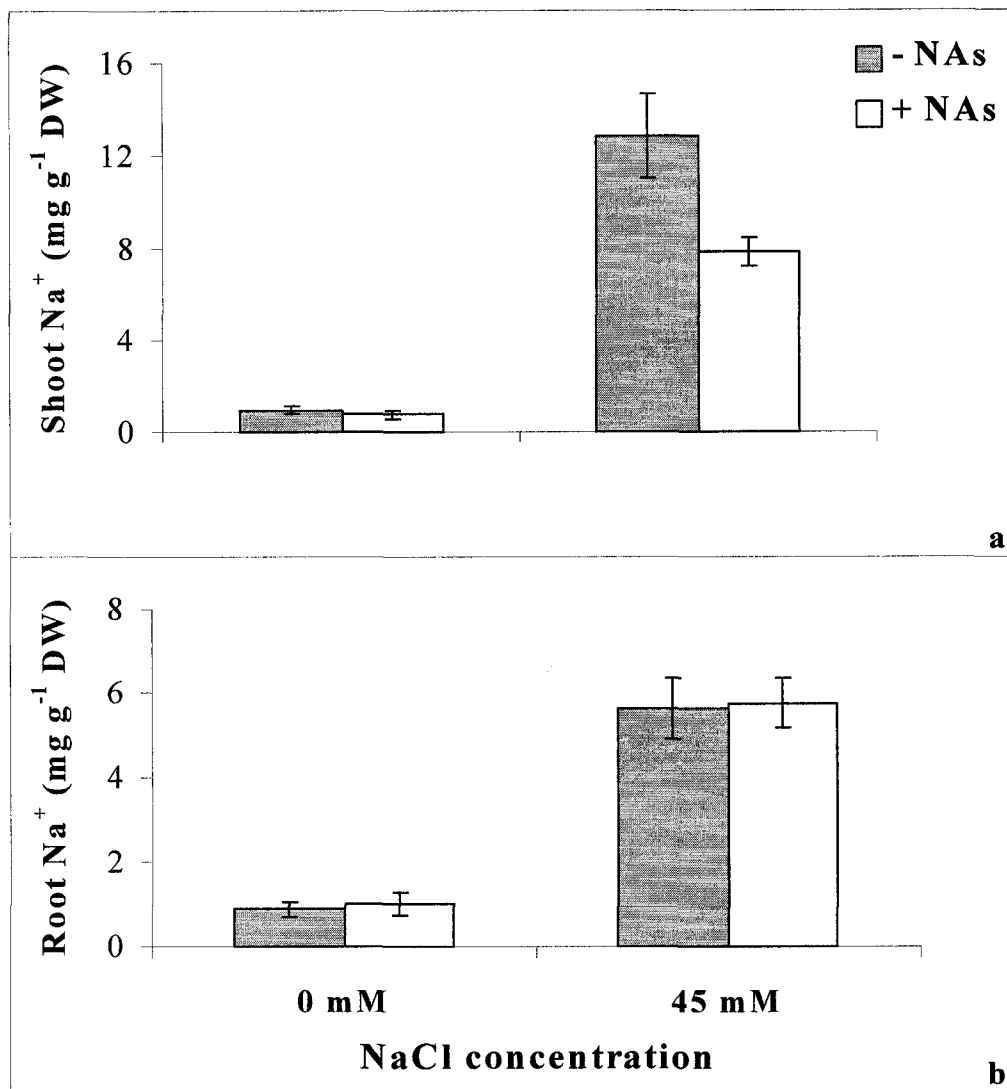 - NAs
+ NAs
Shoot Na⁺ (mg g⁻¹ DW)
16
12
8
4
0
a
Root Na⁺ (mg g⁻¹ DW)
8
6
4
2
0
0 mM
45 mM
NaCl concentration
b